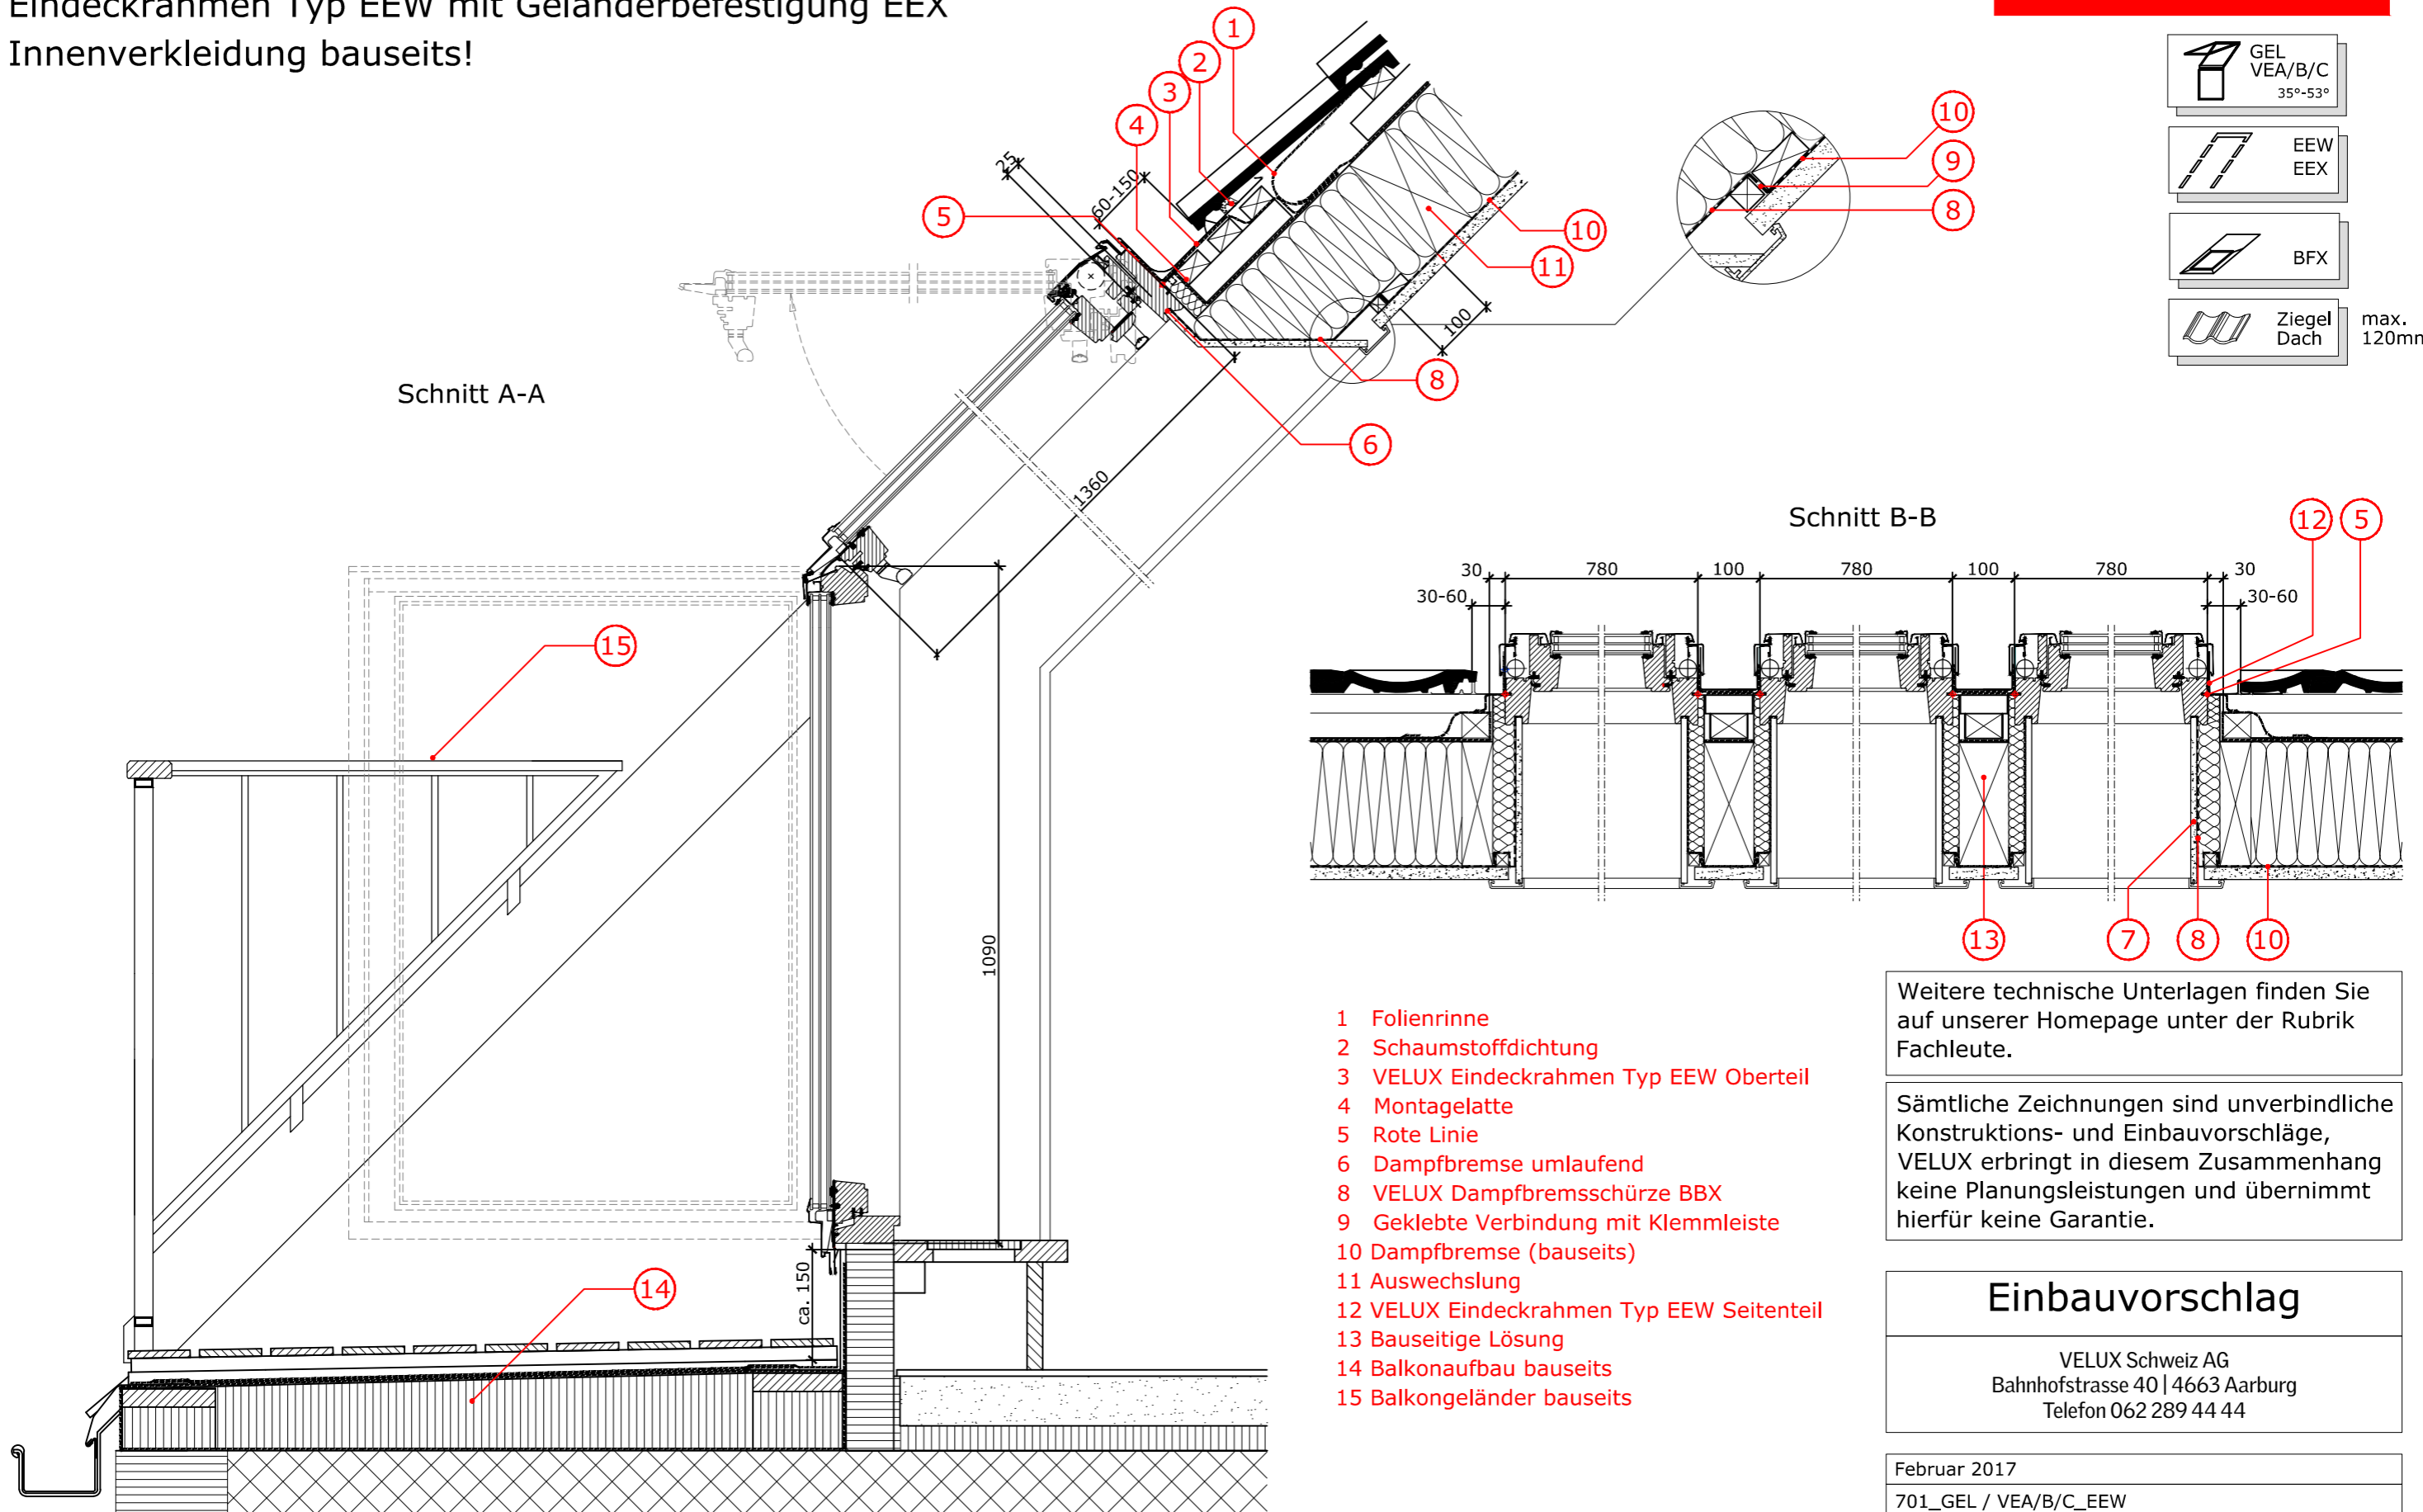 Eindeckrahmen Typ EEW mit Geländerbefestigung EEX
Innenverkleidung bauseits!
GEL
VEA/B/C
35°-53°
EEW
EEX
BFX
Ziegel
Dach
max.
120mm
1
2
3
4
5
25
60-150
10
11
100
8
6
1360
10
9
8
Schnitt A-A
15
1090
ca. 150
14
Schnitt B-B
12
5
30
780
100
780
100
780
30
30-60
30-60
13
7
8
10
1 Folienrinne
2 Schaumstoffdichtung
3 VELUX Eindeckrahmen Typ EEW Oberteil
4 Montagelatte
5 Rote Linie
6 Dampfbremse umlaufend
8 VELUX Dampfbremsschürze BBX
9 Geklebte Verbindung mit Klemmleiste
10 Dampfbremse (bauseits)
11 Auswechslung
12 VELUX Eindeckrahmen Typ EEW Seitenteil
13 Bauseitige Lösung
14 Balkonaufbau bauseits
15 Balkongeländer bauseits
Weitere technische Unterlagen finden Sie
auf unserer Homepage unter der Rubrik
Fachleute.
Sämtliche Zeichnungen sind unverbindliche
Konstruktions- und Einbauvorschläge,
VELUX erbringt in diesem Zusammenhang
keine Planungsleistungen und übernimmt
hierfür keine Garantie.
Einbauvorschlag
VELUX Schweiz AG
Bahnhofstrasse 40 | 4663 Aarburg
Telefon 062 289 44 44
Februar 2017
701_GEL / VEA/B/C_EEW